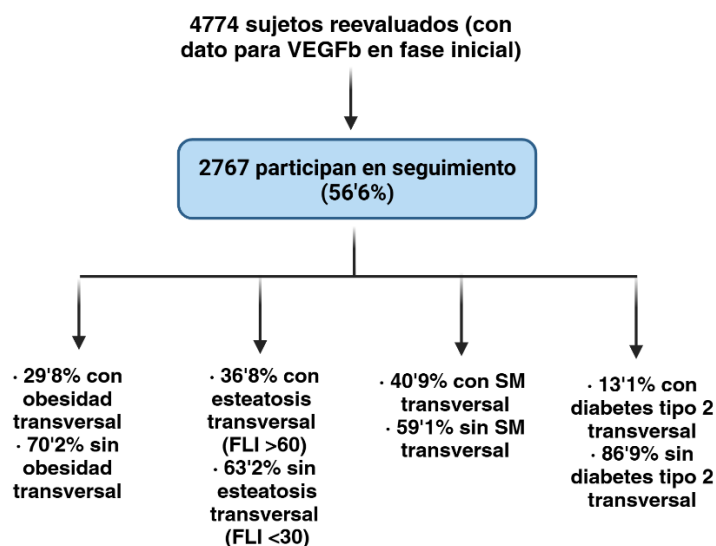 4774 sujetos reevaluados (con
dato para VEGFb en fase inicial)
2767 participan en seguimiento
(56'6%)
· 29'8% con
obesidad
transversal
· 70'2% sin
obesidad
transversal
· 36'8% con
esteatosis
transversal
(FLI >60)
· 63'2% sin
esteatosis
transversal
(FLI <30)
· 40'9% con SM
transversal
· 59'1% sin SM
transversal
· 13'1% con
diabetes tipo 2
transversal
· 86'9% sin
diabetes tipo 2
transversal